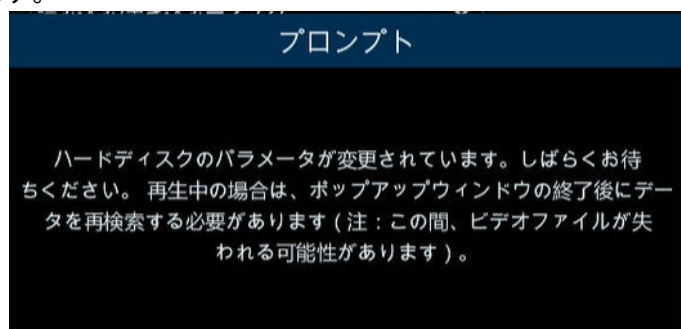 す。
プロンプト
ハードディスクのパラメータが変更されています。しばらくお待
ちください。 再生中の場合は、ポップアップウィンドウの終了後にデー
タを再検索する必要があります ( 注 : この間、ビデオファイルが失
われる可能性があります ) 。